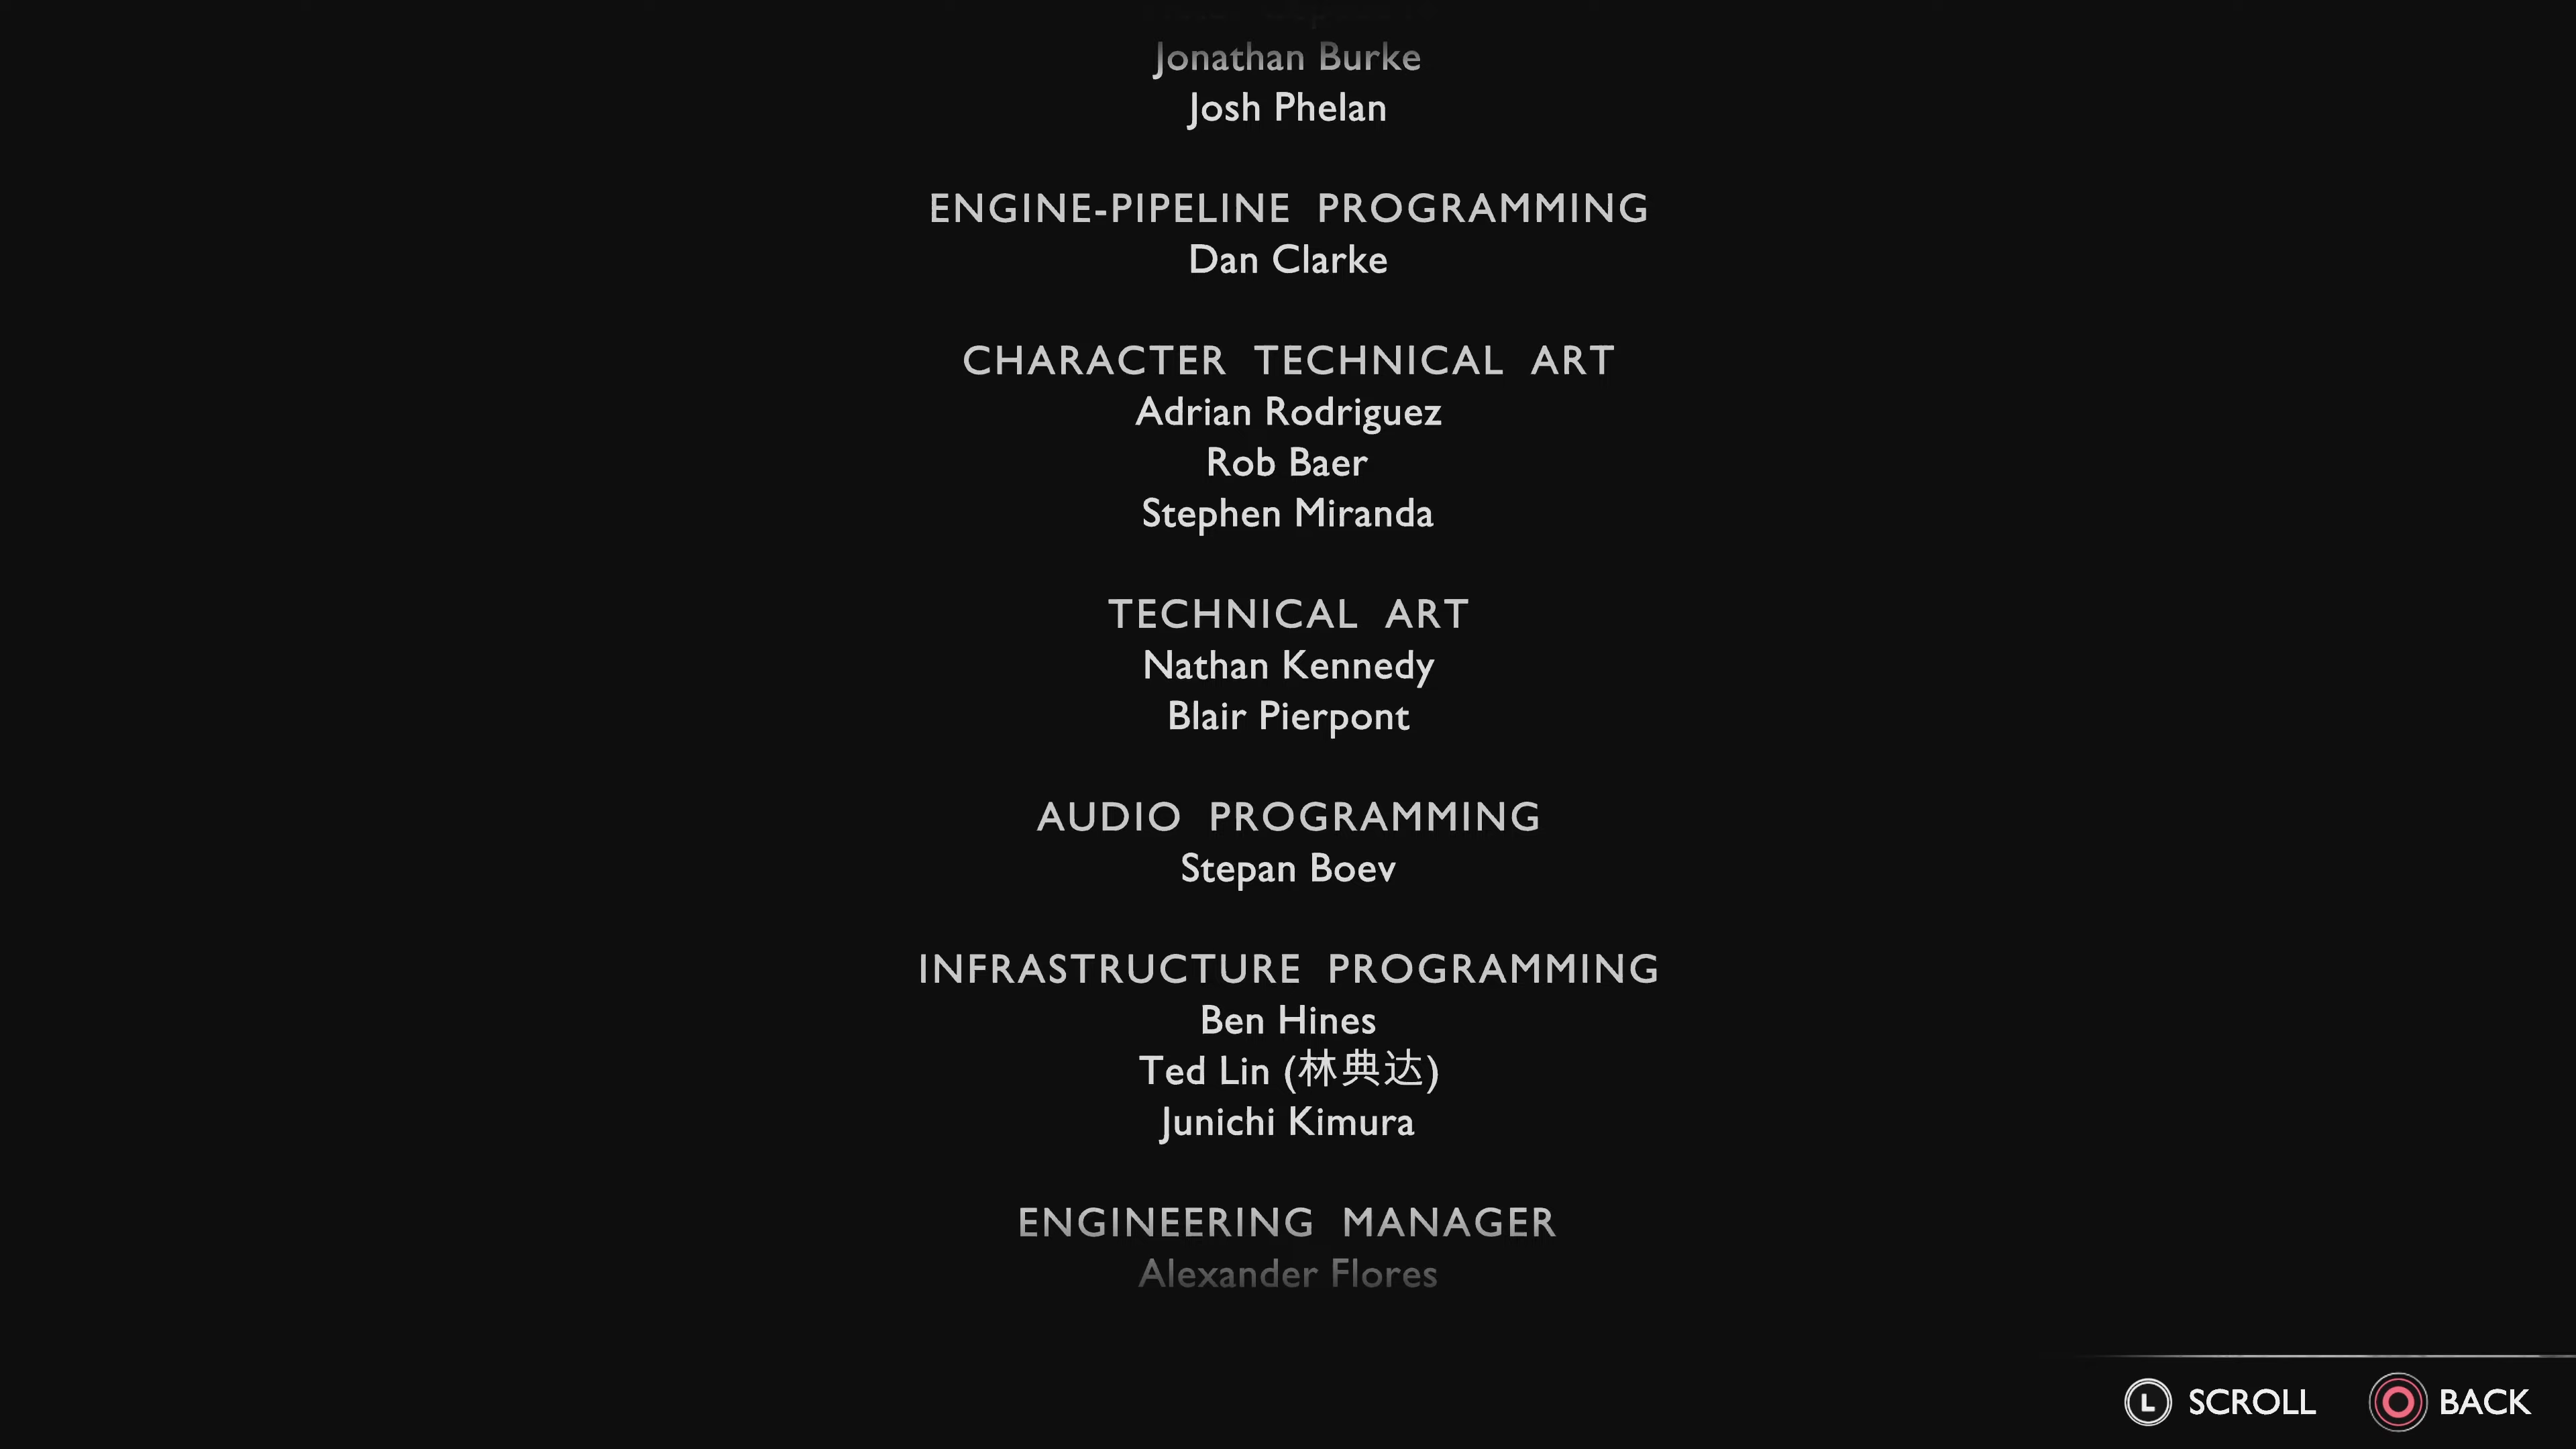 Jonathan Burke
Josh Phelan
ENGINE-PIPELINE PROGRAMMING
Dan Clarke
CHARACTER TECHNICAL ART
Adrian Rodriguez
Rob Baer
Stephen Miranda
TECHNICAL ART
Nathan Kennedy
Blair Pierpont
AUDIO PROGRAMMING
Stepan Boev
INFRASTRUCTURE PROGRAMMING
Ben Hines
Ted Lin (林典达)
Junichi Kimura
ENGINEERING MANAGER
Alexander Flores
L SCROLL BACK